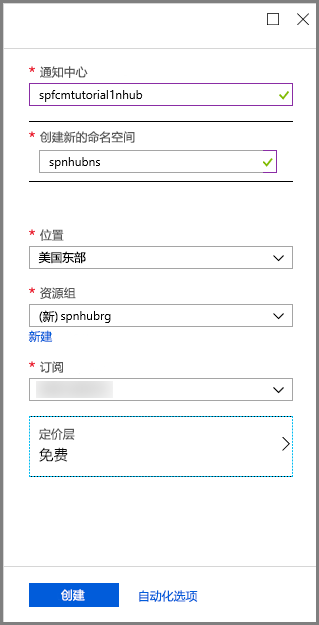 * 通知中心
spfcmtutorial1nhub
* 创建新的命名空间
spnhubns
* 位置
美国东部
* 资源组
(新) spnhubrg
新建
* 订阅
定价层
免费
创建 自动化选项